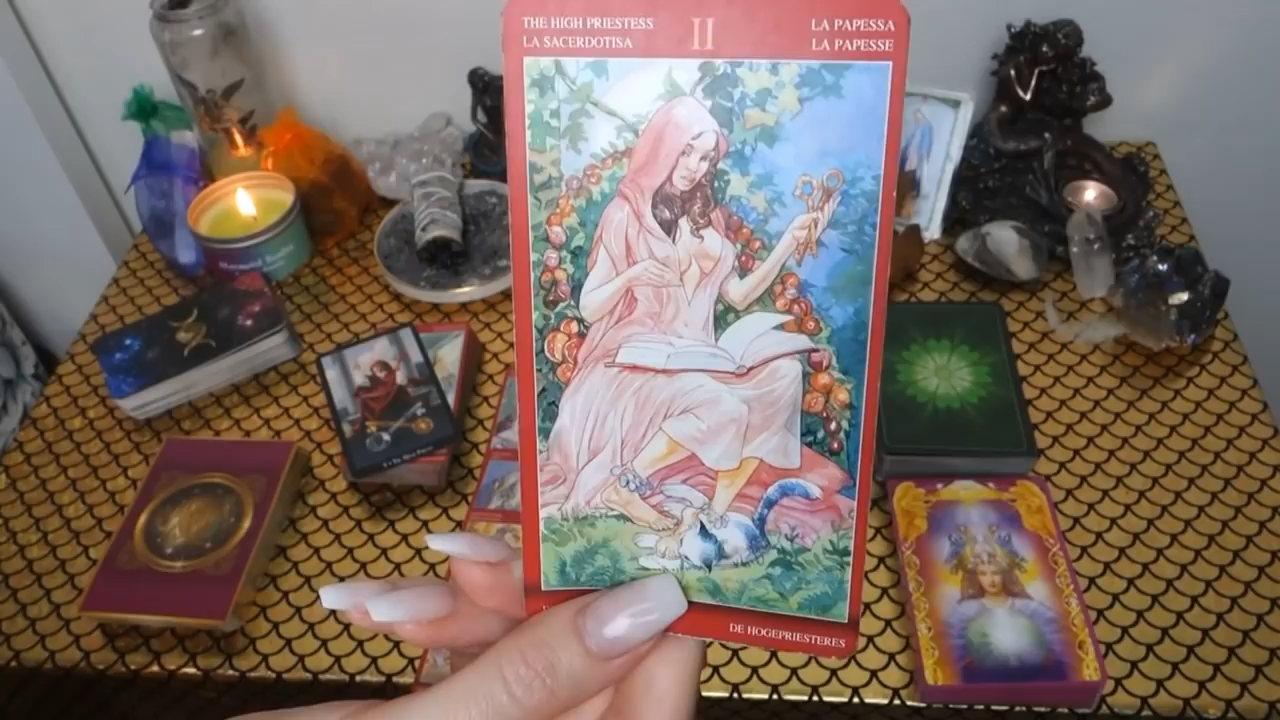 THE HIGH PRIESTESS
LA SACERDOTISA
II
LA PAPESSA
LA PAPESSE
DE HOGEPRIESTERES